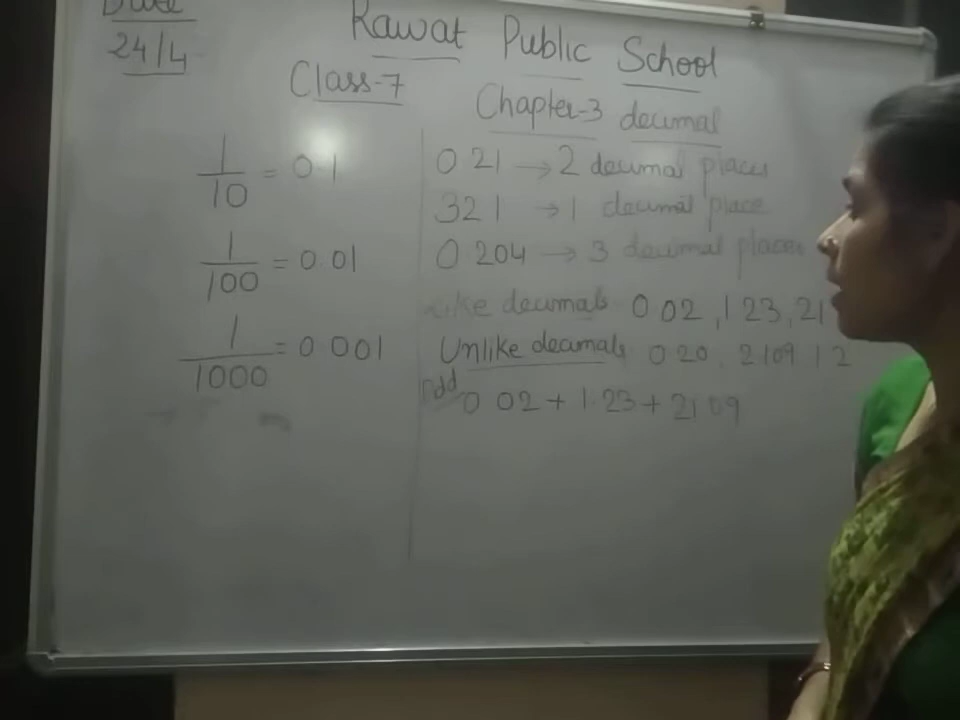 Date
24/4
Rawat Public School
Class-7
Chapter-3 decimal
1/10 = 0.1
1/100 = 0.01
1/1000 = 0.001
0.21 → 2 decimal places
32.1 → 1 decimal place
0.204 → 3 decimal places
Like decimals 0.02, 1.23, 21
Unlike decimals 0.20, 2.109, 1.2
Add
0.02 + 1.23 + 21.09